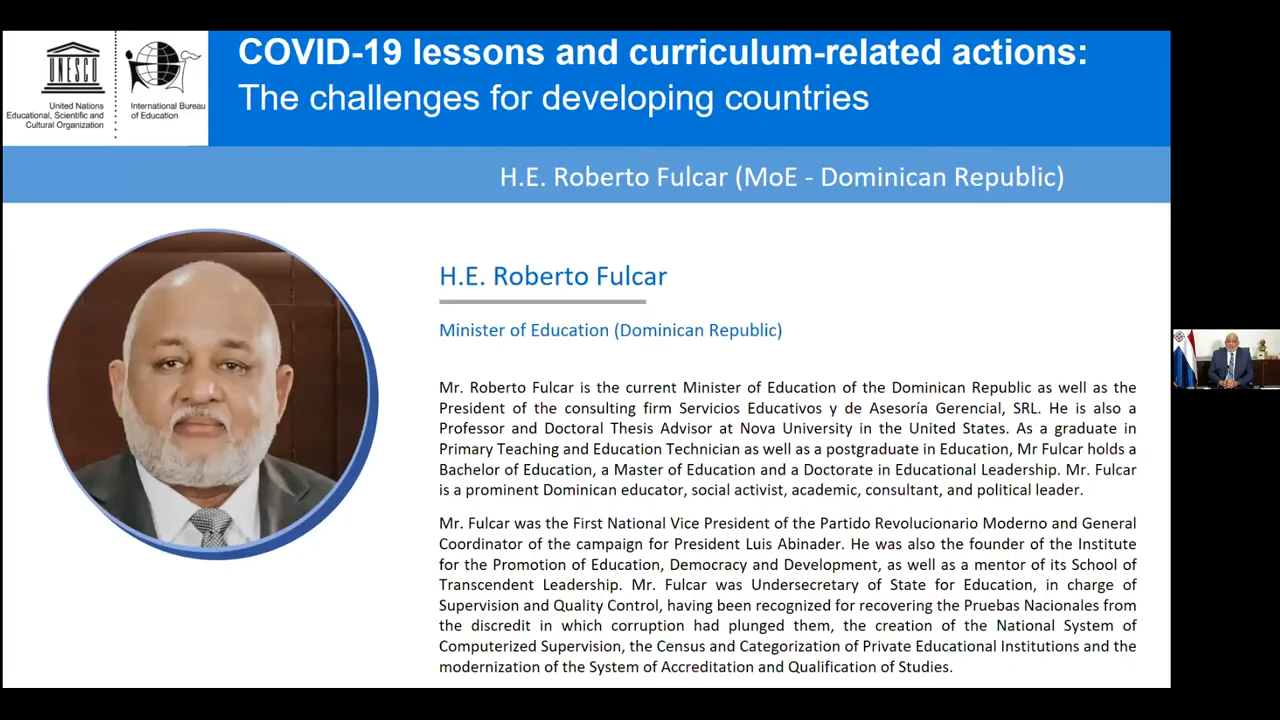 COVID-19 lessons and curriculum-related actions:
The challenges for developing countries
UNESCO
United Nations
Educational, Scientific and
Cultural Organization
International Bureau
of Education
H.E. Roberto Fulcar (MoE - Dominican Republic)
H.E. Roberto Fulcar
Minister of Education (Dominican Republic)
Mr. Roberto Fulcar is the current Minister of Education of the Dominican Republic as well as the
President of the consulting firm Servicios Educativos y de Asesoría Gerencial, SRL. He is also a
Professor and Doctoral Thesis Advisor at Nova University in the United States. As a graduate in
Primary Teaching and Education Technician as well as a postgraduate in Education, Mr Fulcar holds a
Bachelor of Education, a Master of Education and a Doctorate in Educational Leadership. Mr. Fulcar
is a prominent Dominican educator, social activist, academic, consultant, and political leader.
Mr. Fulcar was the First National Vice President of the Partido Revolucionario Moderno and General
Coordinator of the campaign for President Luis Abinader. He was also the founder of the Institute
for the Promotion of Education, Democracy and Development, as well as a mentor of its School of
Transcendent Leadership. Mr. Fulcar was Undersecretary of State for Education, in charge of
Supervision and Quality Control, having been recognized for recovering the Pruebas Nacionales from
the discredit in which corruption had plunged them, the creation of the National System of
Computerized Supervision, the Census and Categorization of Private Educational Institutions and the
modernization of the System of Accreditation and Qualification of Studies.